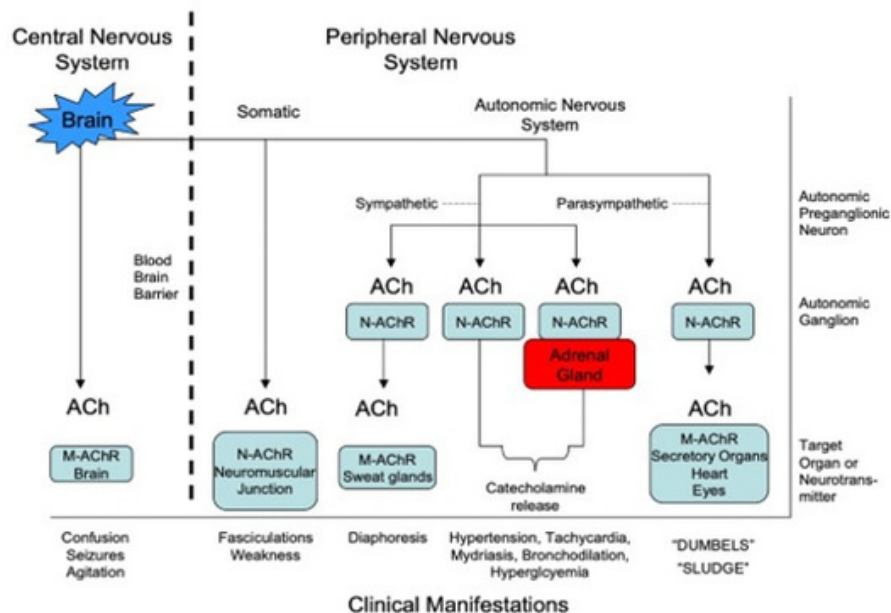 Central Nervous
System
Peripheral Nervous
System
Brain
Somatic
Autonomic Nervous
System
Sympathetic
Parasympathetic
Autonomic
Preganglionic
Neuron
Blood
Brain
Barrier
ACh
ACh
ACh
ACh
N-AChR
N-AChR
N-AChR
N-AChR
Autonomic
Ganglion
Adrenal
Gland
ACh
ACh
ACh
M-AChR
Brain
N-AChR
Neuromuscular
Junction
M-AChR
Sweat glands
Catecholamine
release
M-AChR
Secretory Organs
Heart
Eyes
Target
Organ or
Neurotrans-
mitter
Confusion
Seizures
Agitation
Fasciculations
Weakness
Diaphoresis
Hypertension, Tachycardia,
Mydriasis, Bronchodilation,
Hyperglcyemia
"DUMBELS"
"SLUDGE"
Clinical Manifestations